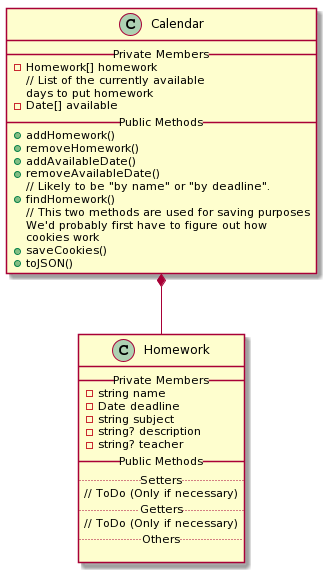 C Calendar
Private Members
Homework[] homework
// List of the currently available
days to put homework
Date[] available
Public Methods
addHomework()
removeHomework()
addAvailableDate()
removeAvailableDate()
// Likely to be "by name" or "by deadline".
findHomework()
// This two methods are used for saving purposes
We'd probably first have to figure out how
cookies work
saveCookies()
toJSON()
C Homework
Private Members
string name
Date deadline
string subject
string? description
string? teacher
Public Methods
Setters
// ToDo (Only if necessary)
Getters
// ToDo (Only if necessary)
Others